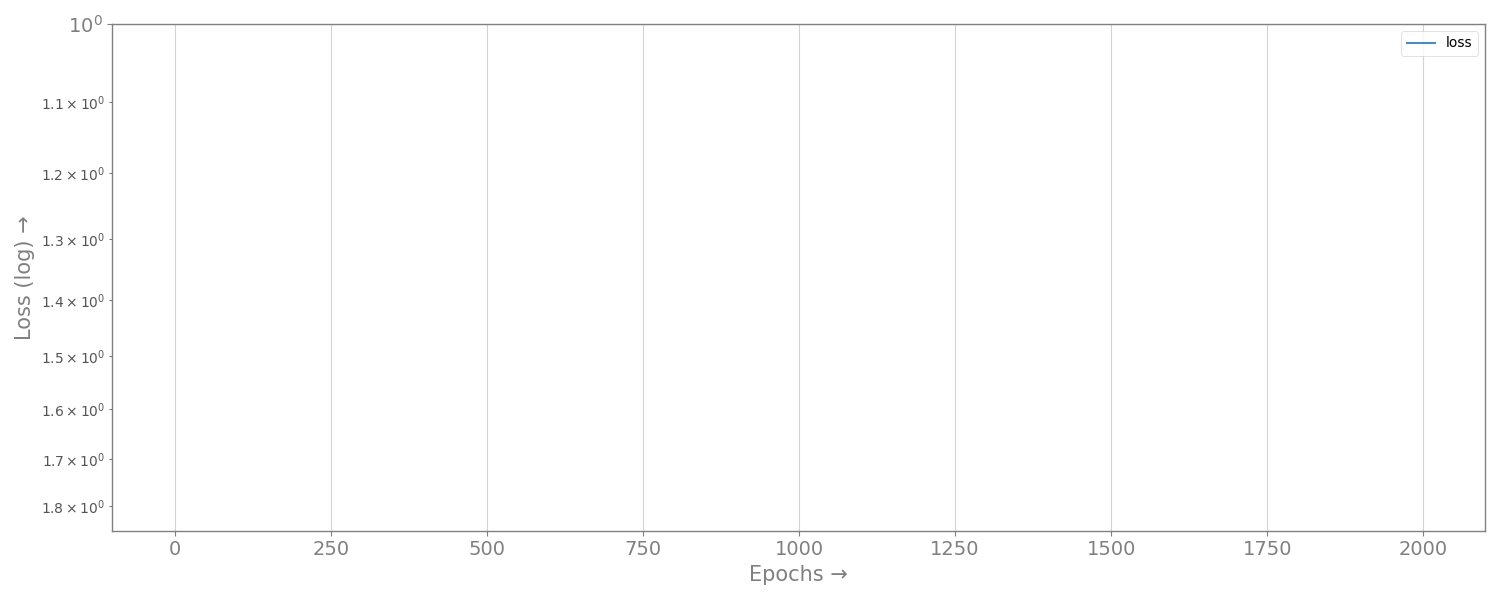 10⁰
loss
1.1 × 10⁰
1.2 × 10⁰
1.3 × 10⁰
1.4 × 10⁰
1.5 × 10⁰
1.6 × 10⁰
1.7 × 10⁰
1.8 × 10⁰
Loss (log) →
0 250 500 750 1000 1250 1500 1750 2000
Epochs →